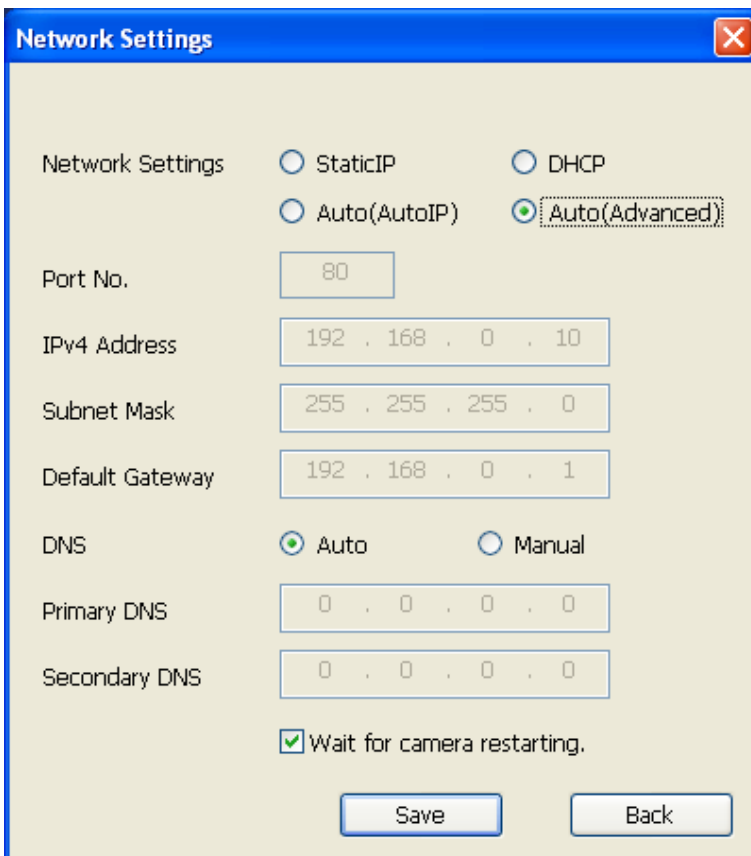 Network Settings
Network Settings StaticIP DHCP
Auto(AutoIP) Auto(Advanced)
Port No. 80
IPv4 Address 192 . 168 . 0 . 10
Subnet Mask 255 . 255 . 255 . 0
Default Gateway 192 . 168 . 0 . 1
DNS Auto Manual
Primary DNS 0 . 0 . 0 . 0
Secondary DNS 0 . 0 . 0 . 0
Wait for camera restarting.
Save Back